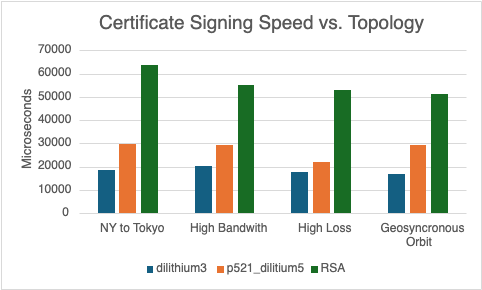 Certificate Signing Speed vs. Topology
70000
60000
50000
40000
30000
20000
10000
0
Microseconds
NY to Tokyo
High Bandwith
High Loss
Geosyncronous
Orbit
dilithium3
p521_dilitium5
RSA